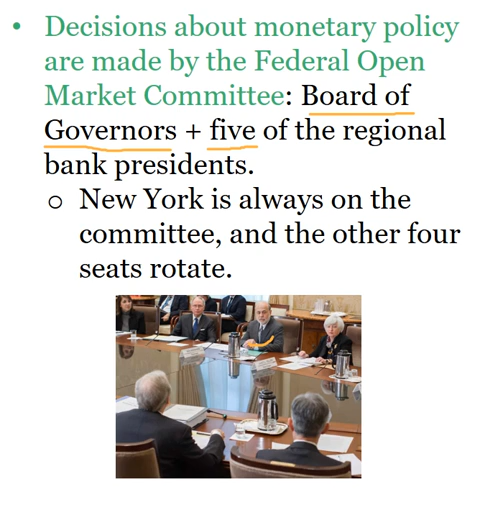 • Decisions about monetary policy
are made by the Federal Open
Market Committee: Board of
Governors + five of the regional
bank presidents.
o New York is always on the
committee, and the other four
seats rotate.